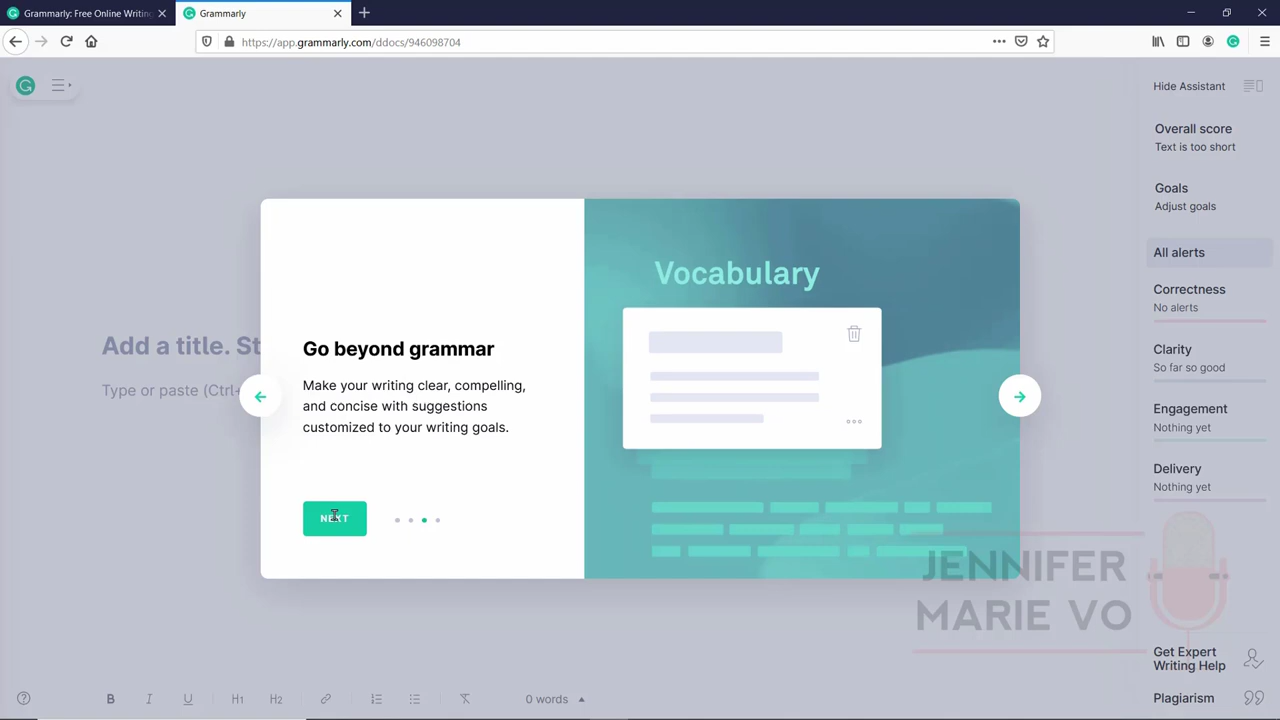 Grammarly: Free Online Writing
Grammarly
https://app.grammarly.com/ddocs/946098704
Hide Assistant
Overall score
Text is too short
Goals
Adjust goals
All alerts
Correctness
No alerts
Clarity
So far so good
Engagement
Nothing yet
Delivery
Nothing yet
Add a title. St
Type or paste (Ctrl+
Go beyond grammar
Make your writing clear, compelling,
and concise with suggestions
customized to your writing goals.
NEXT
Vocabulary
JENNIFER
MARIE VO
Get Expert
Writing Help
Plagiarism
B I U H1 H2
0 words